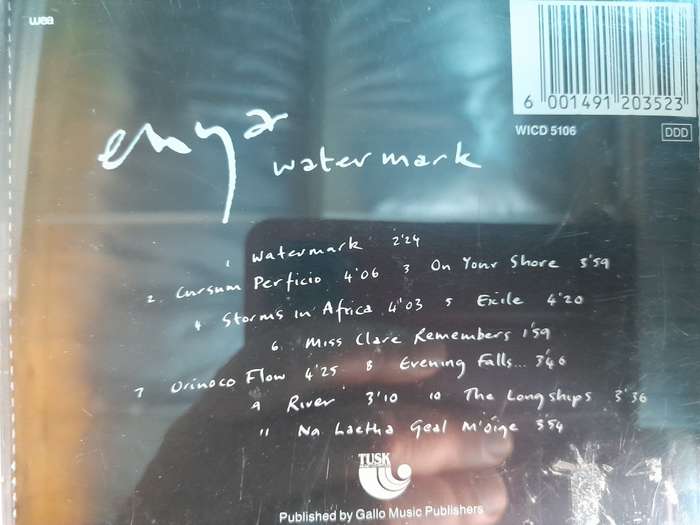 wea
6 001491 203523
WICD 5106 DDD
enya
watermark
1 Watermark 2'24
2 Cursum Perficio 4'06 3 On Your Shore 3'59
4 Storms in Africa 4'03 5 Exile 4'20
6. Miss Clare Remembers 1'59
7 Orinoco Flow 4'25 8 Evening Falls... 3'46
9 River 3'10 10 The Longships 3'36
11 Na Laetha Geal M'óige 3'54
TUSK
Published by Gallo Music Publishers